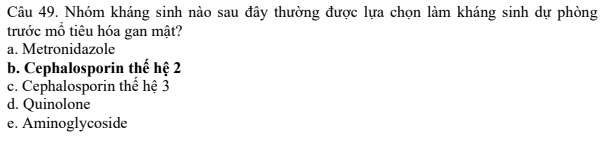 Câu 49. Nhóm kháng sinh nào sau đây thường được lựa chọn làm kháng sinh dự phòng
trước mổ tiêu hóa gan mật?
a. Metronidazole
b. Cephalosporin thế hệ 2
c. Cephalosporin thế hệ 3
d. Quinolone
e. Aminoglycoside